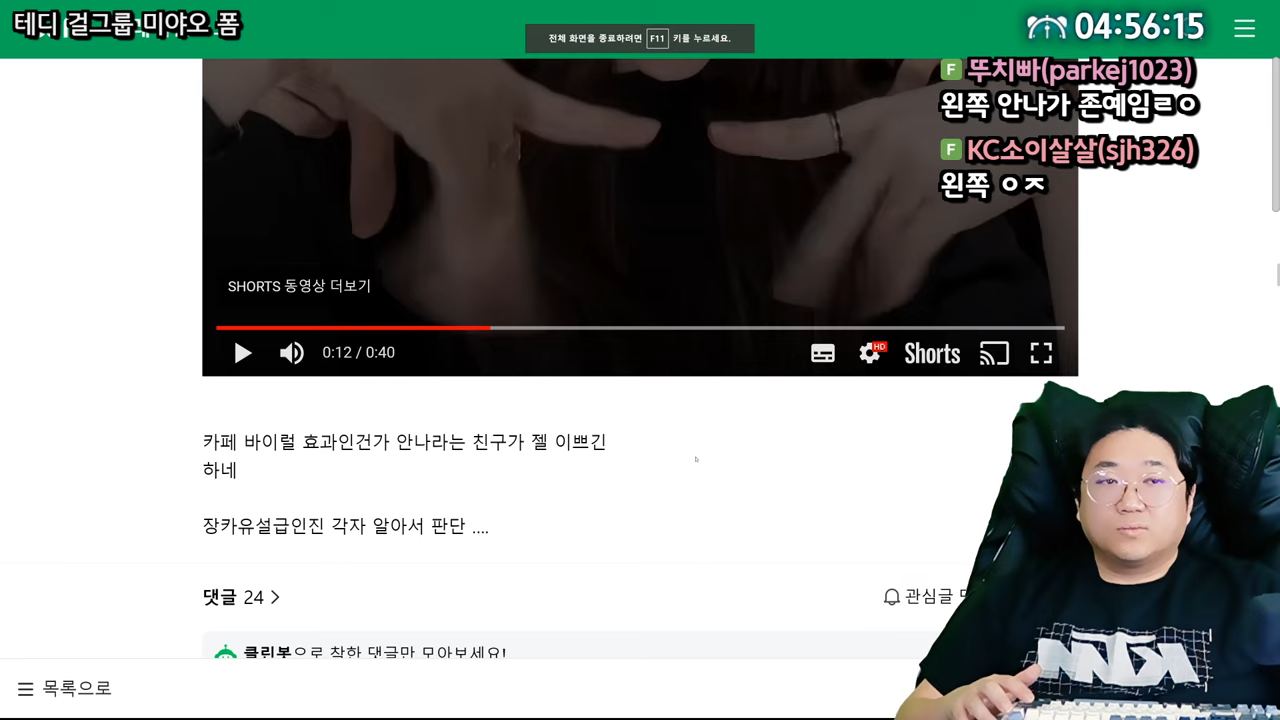 테디 걸그룹 미야오 폼
전체 화면을 종료하려면 F11 키를 누르세요.
04:56:15
F 뚜치빠(parkej1023)
왼쪽 안나가 존예임ㄹㅇ
F KC소이살살(sjh326)
왼쪽 ㅇㅈ
SHORTS 동영상 더보기
0:12 / 0:40
HD
Shorts
카페 바이럴 효과인건가 안나라는 친구가 젤 이쁘긴
하네
장카유설급인진 각자 알아서 판단 ....
댓글 24
관심글
클린봇으로 착한 댓글만 모아보세요!
목록으로